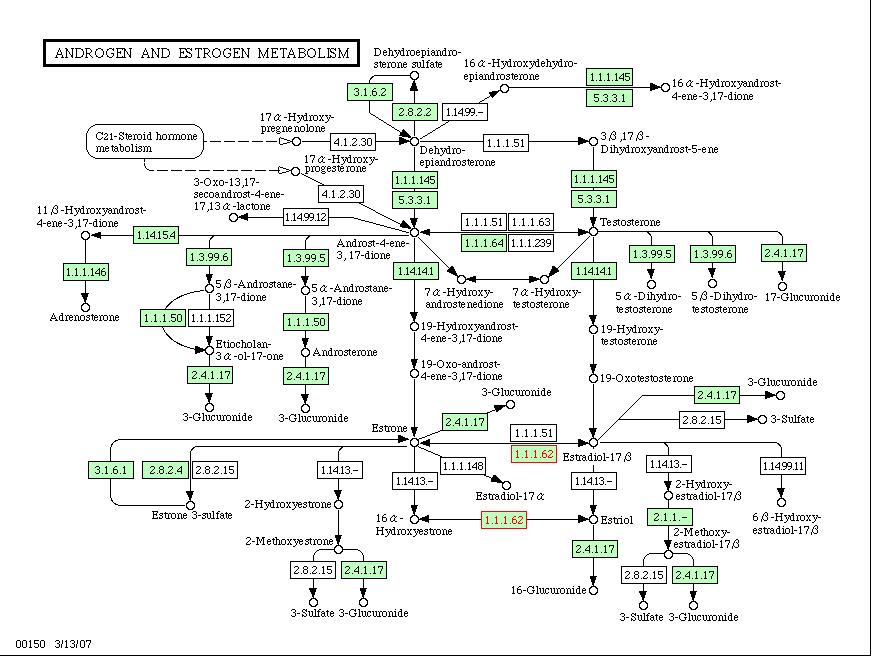 ANDROGEN AND ESTROGEN METABOLISM
Dehydroepiandro-
sterone sulfate
16α-Hydroxydehydro-
epiandrosterone
1.1.1.145
5.3.3.1
16α-Hydroxyandrost-
4-ene-3,17-dione
3.1.6.2
2.8.2.2
1.14.99.-
17α-Hydroxy-
pregnenolone
C21-Steroid hormone
metabolism
4.1.2.30
1.1.1.51
3β,17β-
Dihydroxyandrost-5-ene
Dehydro-
epiandrosterone
17α-Hydroxy-
progesterone
4.1.2.30
1.1.1.145
5.3.3.1
1.1.1.145
5.3.3.1
3-Oxo-13,17-
secoandrost-4-ene-
17,13α-lactone
1.14.99.12
11β-Hydroxyandrost-
4-ene-3,17-dione
1.14.15.4
Androst-4-ene-
3,17-dione
1.1.1.51
1.1.1.63
1.1.1.64
1.1.1.239
Testosterone
1.1.1.146
Adrenosterone
1.3.99.6
5β-Androstane-
3,17-dione
1.3.99.5
5α-Androstane-
3,17-dione
1.14.14.1
7α-Hydroxy-
androstenedione
7α-Hydroxy-
testosterone
1.14.14.1
1.3.99.5
5α-Dihydro-
testosterone
1.3.99.6
5β-Dihydro-
testosterone
2.4.1.17
17-Glucuronide
1.1.1.50
1.1.1.152
1.1.1.50
Etiocholan-
3α-ol-17-one
Androsterone
2.4.1.17
2.4.1.17
3-Glucuronide
3-Glucuronide
19-Hydroxyandrost-
4-ene-3,17-dione
19-Hydroxy-
testosterone
19-Oxo-androst-
4-ene-3,17-dione
19-Oxotestosterone
3-Glucuronide
2.4.1.17
2.4.1.17
3-Glucuronide
2.8.2.15
3-Sulfate
Estrone
1.1.1.51
1.1.1.62
Estradiol-17β
3.1.6.1
2.8.2.4
2.8.2.15
Estrone 3-sulfate
1.14.13.-
2-Hydroxyestrone
1.14.13.-
1.1.1.148
Estradiol-17α
1.14.13.-
1.14.13.-
2-Hydroxy-
estradiol-17β
1.14.99.11
6β-Hydroxy-
estradiol-17β
16α-
Hydroxyestrone
1.1.1.62
Estriol
2.1.1.-
2-Methoxyestrone
2-Methoxy-
estradiol-17β
2.8.2.15
2.4.1.17
3-Sulfate
3-Glucuronide
2.4.1.17
16-Glucuronide
2.8.2.15
2.4.1.17
3-Sulfate
3-Glucuronide
00150 3/13/07